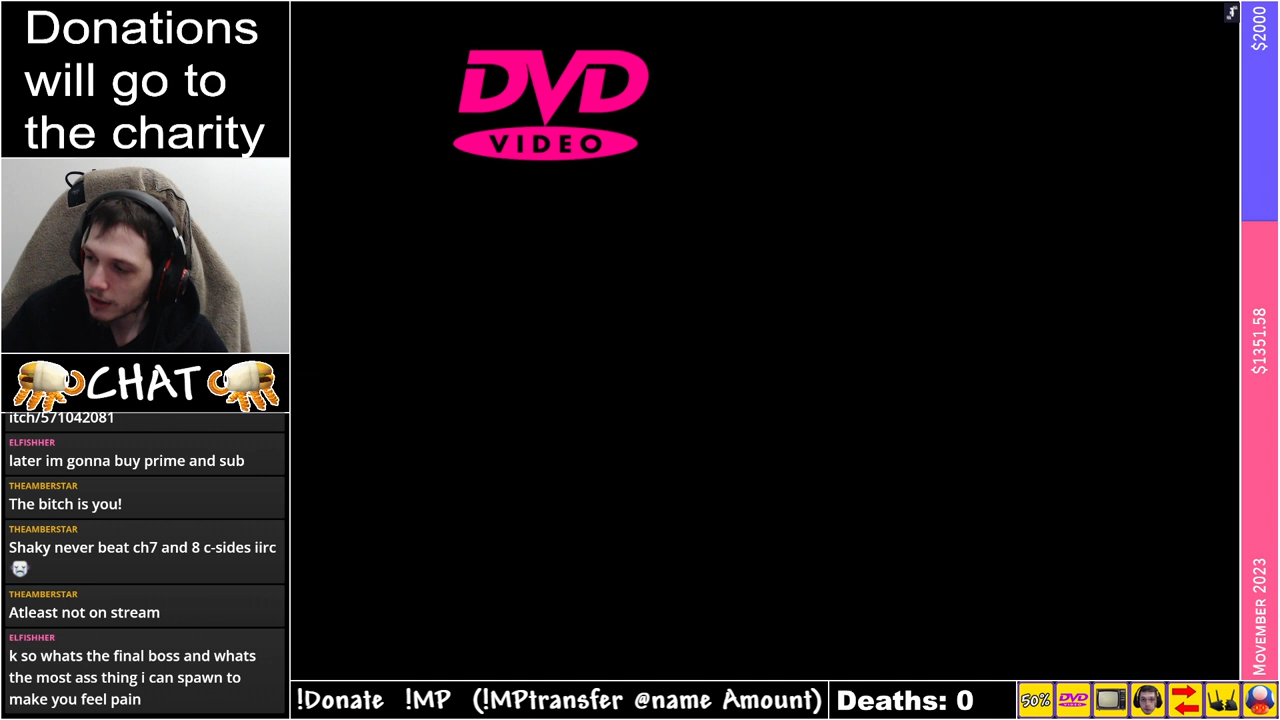 Donations
will go to
the charity
DVD
VIDEO
CHAT
itch/571042081
ELFISHHER
later im gonna buy prime and sub
THEAMBERSTAR
The bitch is you!
THEAMBERSTAR
Shaky never beat ch7 and 8 c-sides iirc
THEAMBERSTAR
Atleast not on stream
ELFISHHER
k so whats the final boss and whats
the most ass thing i can spawn to
make you feel pain
!Donate !MP (!MPtransfer @name Amount)
Deaths: 0
50%
DVD
VIDEO
$2000
$1351.58
MOVEMBER 2023